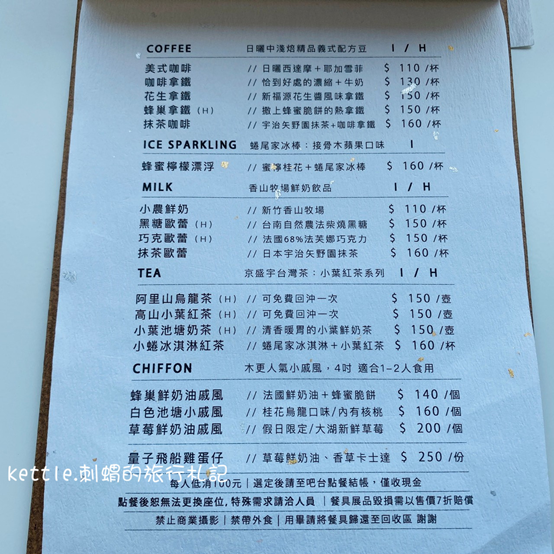 COFFEE 日曬中淺焙精品義式配方豆 I / H
美式咖啡 // 日曬西達摩+耶加雪菲 $ 110 /杯
咖啡拿鐵 // 恰到好處的濃縮+牛奶 $ 130 /杯
花生拿鐵 // 新福源花生醬風味拿鐵 $ 150 /杯
蜂巢拿鐵 (H) // 撒上蜂蜜脆餅的熱拿鐵 $ 150 /杯
抹茶咖啡 // 宇治矢野園抹茶+咖啡拿鐵 $ 160 /杯
ICE SPARKLING 蜷尾家冰棒:接骨木蘋果口味 I
蜂蜜檸檬漂浮 // 蜜檸桂花+蜷尾家冰棒 $ 160 /杯
MILK 香山牧場鮮奶飲品 I / H
小農鮮奶 // 新竹香山牧場 $ 110 /杯
黑糖歐蕾 (H) // 台南自然農法柴燒黑糖 $ 150 /杯
巧克歐蕾 (H) // 法國68%法芙娜巧克力 $ 150 /杯
抹茶歐蕾 // 日本宇治矢野園抹茶 $ 160 /杯
TEA 京盛宇台灣茶:小葉紅茶系列 I / H
阿里山烏龍茶 (H) // 可免費回沖一次 $ 150 /壺
高山小葉紅茶 (H) // 可免費回沖一次 $ 150 /壺
小葉池塘奶茶 (H) // 清香暖胃的小葉鮮奶茶 $ 150 /壺
小蜷冰淇淋紅茶 // 蜷尾家冰淇淋+小葉紅茶 $ 160 /杯
CHIFFON 木更人氣小戚風,4吋 適合1-2人食用
蜂巢鮮奶油戚風 // 法國鮮奶油+蜂蜜脆餅 $ 140 /個
白色池塘小戚風 // 桂花烏龍口味/內有核桃 $ 160 /個
草莓鮮奶油戚風 // 假日限定/大湖新鮮草莓 $ 200 /個
量子飛船雞蛋仔 // 草莓鮮奶油、香草卡士達 $ 250 /份
kettle.刺蝟的旅行札記
每人低消100元|選定後請至吧台點餐結帳,僅收現金
點餐後恕無法更換座位,特殊需求請洽人員|餐具展品毀損需以售價7折賠償
禁止商業攝影|禁帶外食|用畢請將餐具歸還至回收區 謝謝